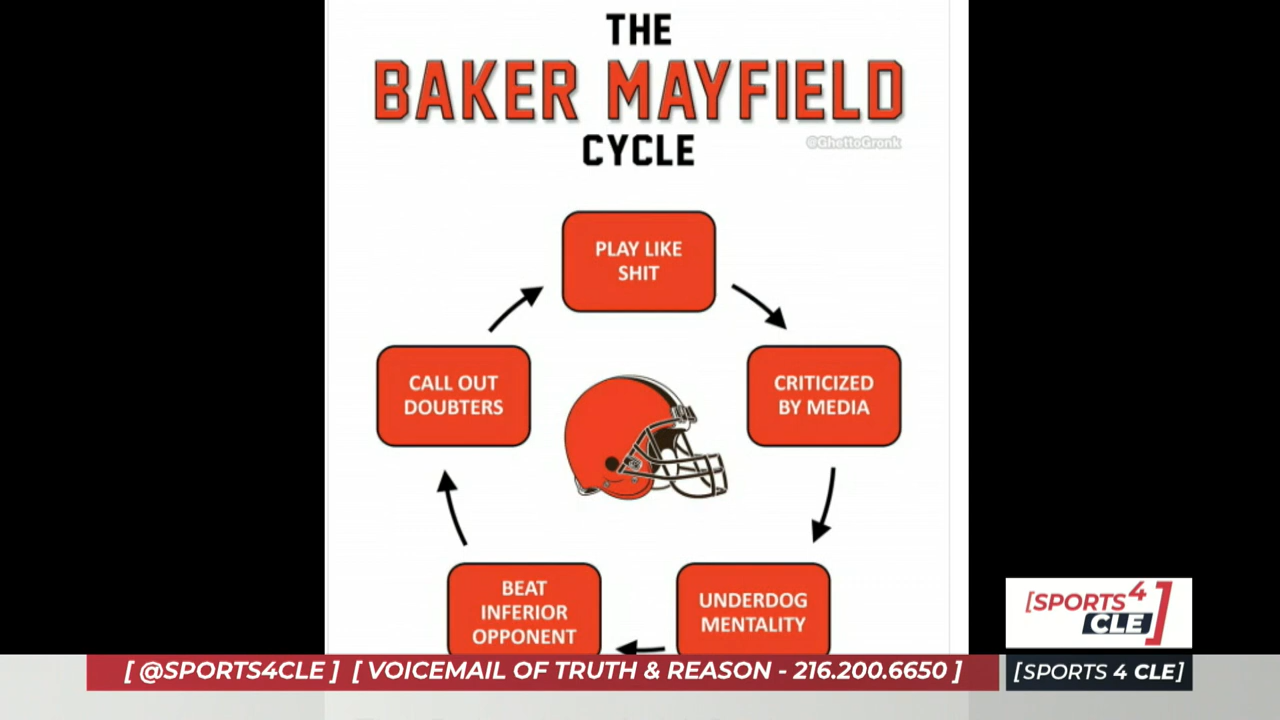 THE
BAKER MAYFIELD
CYCLE
@GhettoGronk
PLAY LIKE
SHIT
CRITICIZED
BY MEDIA
UNDERDOG
MENTALITY
BEAT
INFERIOR
OPPONENT
CALL OUT
DOUBTERS
[SPORTS 4
CLE]
[ @SPORTS4CLE ] [ VOICEMAIL OF TRUTH & REASON - 216.200.6650 ]
[SPORTS 4 CLE]